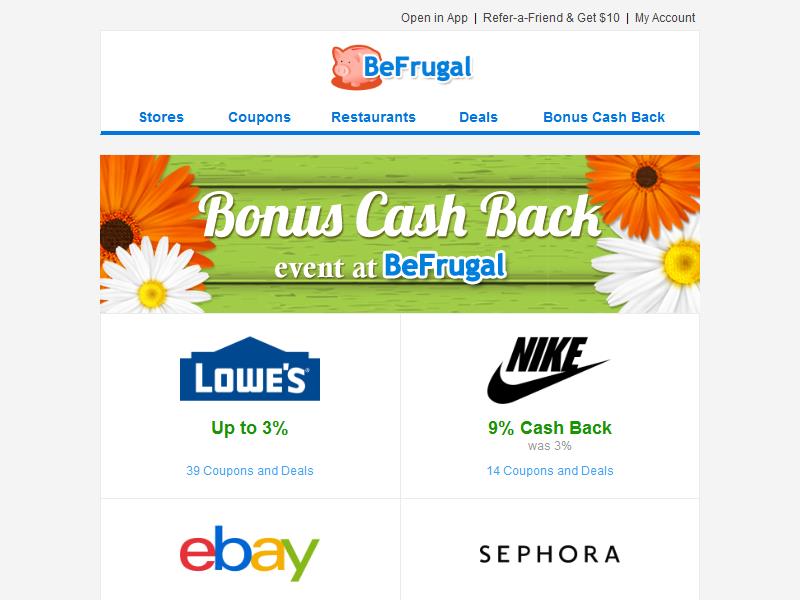 Open in App | Refer-a-Friend & Get $10 | My Account
BeFrugal
Stores Coupons Restaurants Deals Bonus Cash Back
Bonus Cash Back
event at BeFrugal
LOWE'S NIKE
Up to 3% 9% Cash Back
was 3%
39 Coupons and Deals 14 Coupons and Deals
ebay SEPHORA